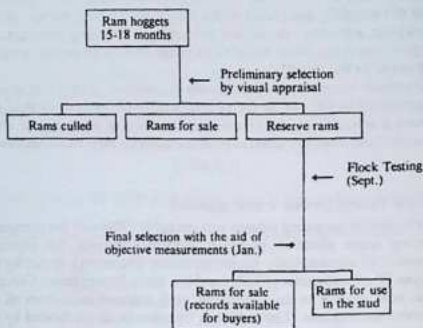 Ram hoggets
15-18 months
Preliminary selection
by visual appraisal
Rams culled
Rams for sale
Reserve rams
Flock Testing
(Sept.)
Final selection with the aid of
objective measurements (Jan.)
Rams for sale
(records available
for buyers)
Rams for use
in the stud